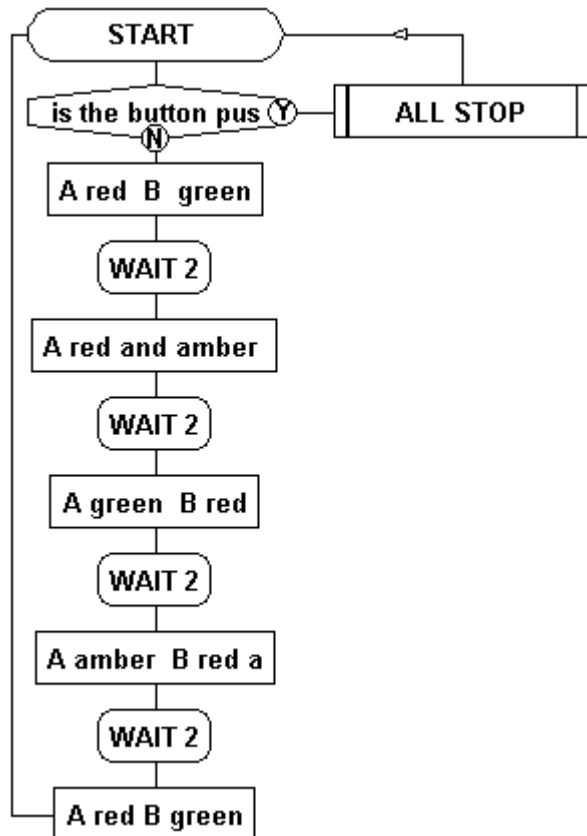 START
is the button pus Y
ALL STOP
N
A red B green
WAIT 2
A red and amber
WAIT 2
A green B red
WAIT 2
A amber B red a
WAIT 2
A red B green